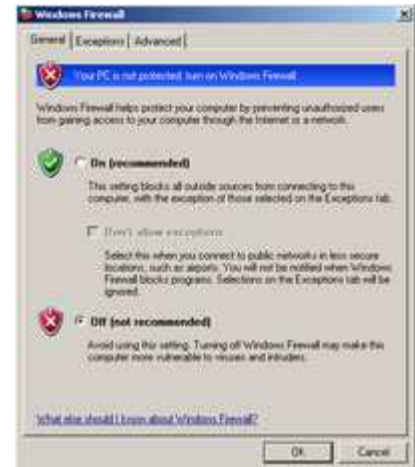 Windows Firewall
General Exceptions Advanced
Your PC is not protected; turn on Windows Firewall
Windows Firewall helps protect your computer by preventing unauthorized users
from gaining access to your computer through the Internet or a network.
On (recommended)
This setting blocks all outside sources from connecting to this
computer, with the exception of those selected on the Exceptions tab.
Don't allow exceptions
Select this when you connect to public networks in less secure
locations, such as airports. You will not be notified when Windows
Firewall blocks programs. Selections on the Exceptions tab will be
ignored.
Off (not recommended)
Avoid using this setting. Turning off Windows Firewall may make this
computer more vulnerable to viruses and intruders.
What else should I know about Windows Firewall?
OK Cancel